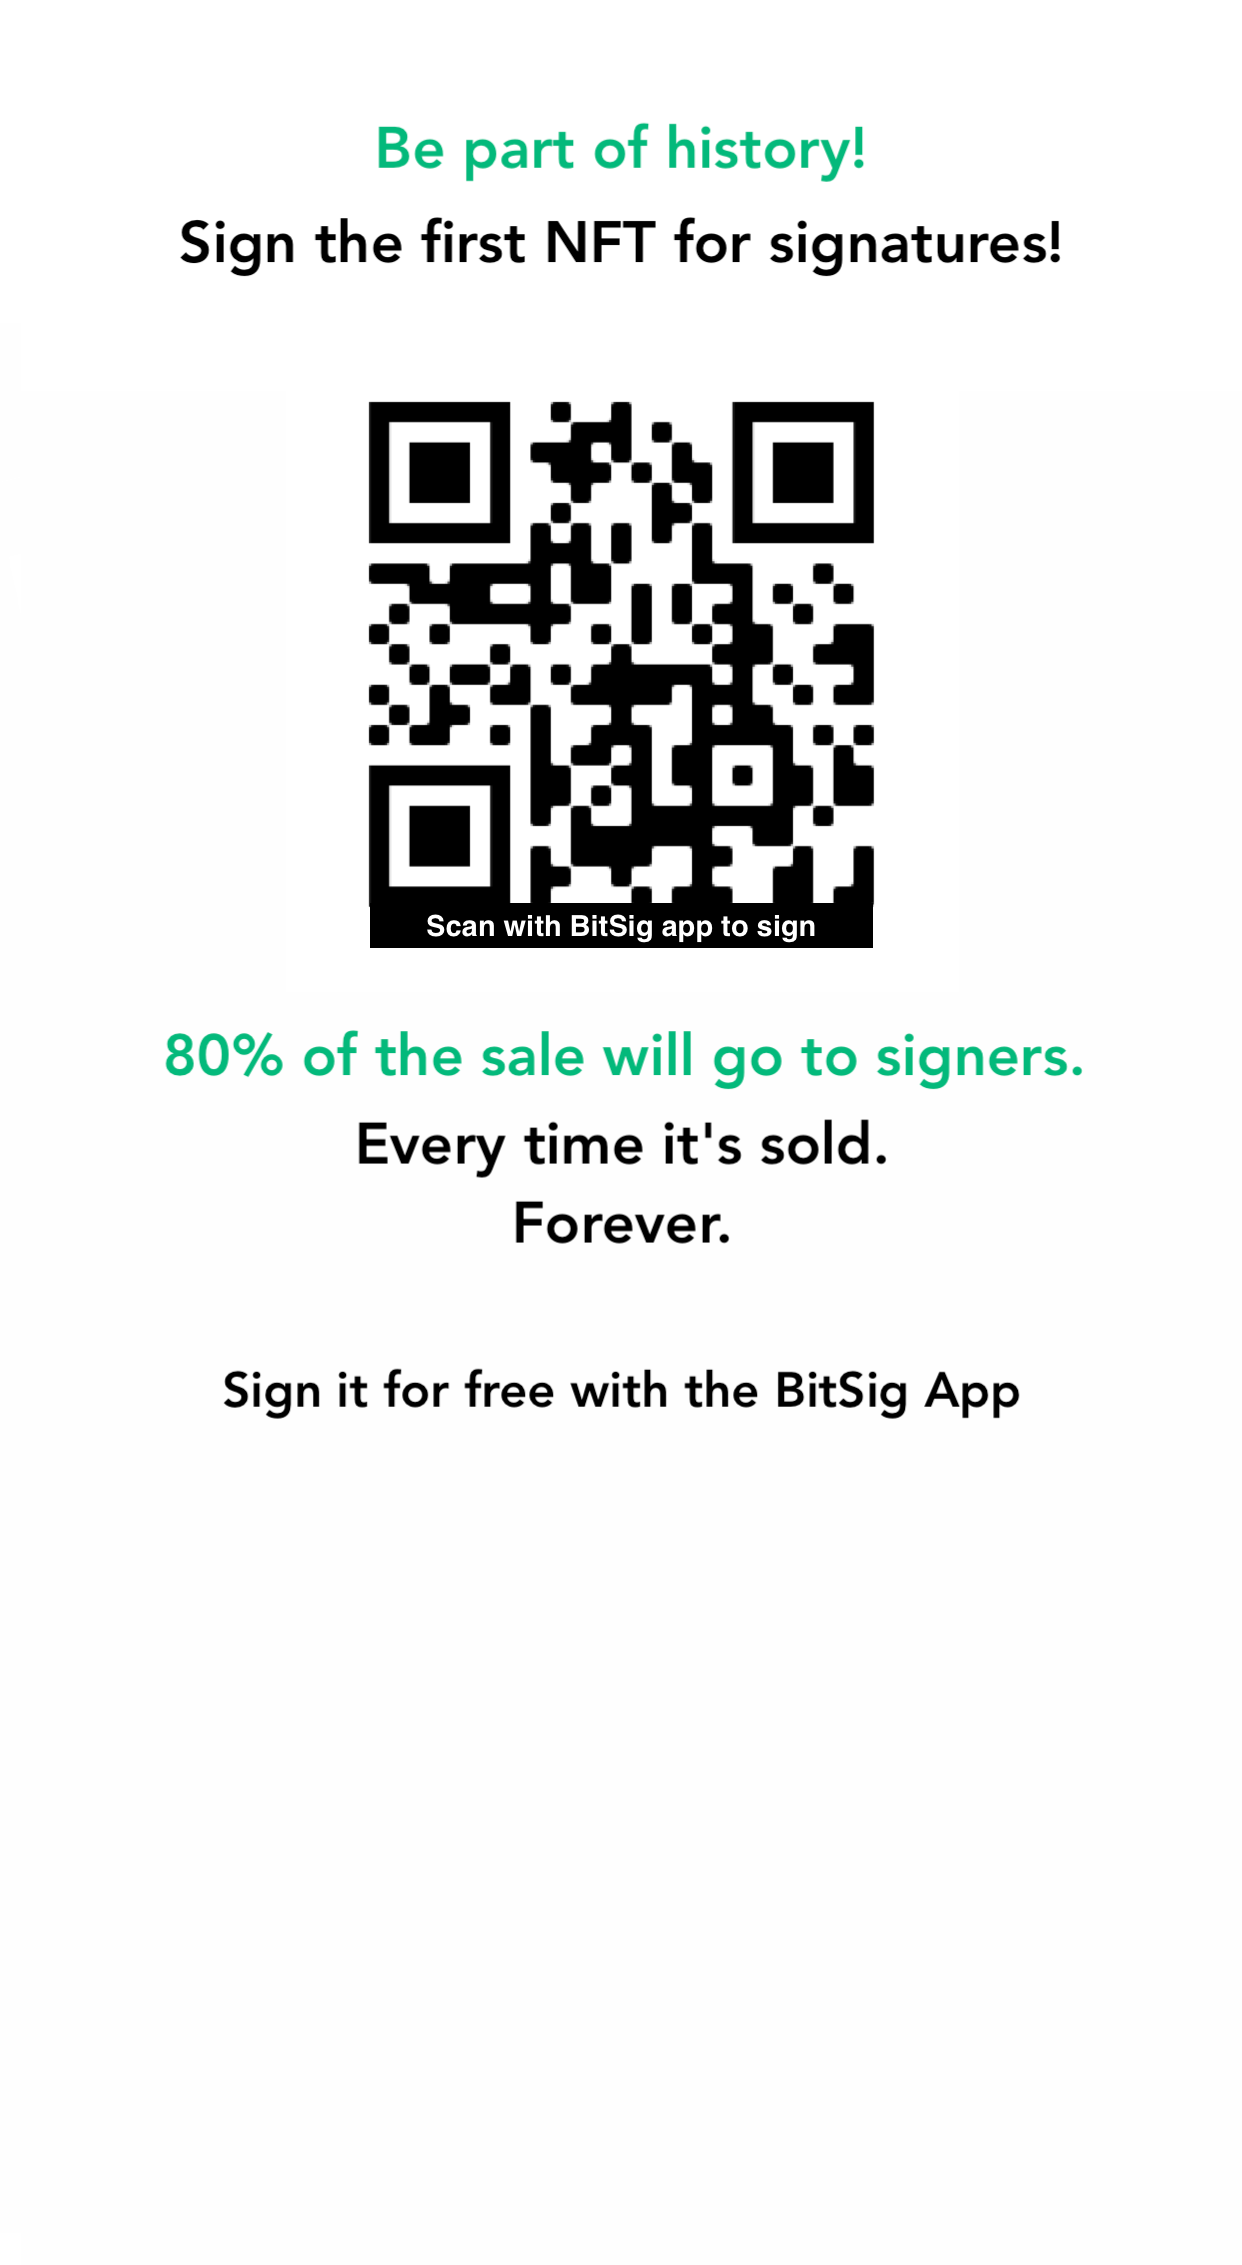 Be part of history!
Sign the first NFT for signatures!
Scan with BitSig app to sign
80% of the sale will go to signers.
Every time it's sold.
Forever.
Sign it for free with the BitSig App